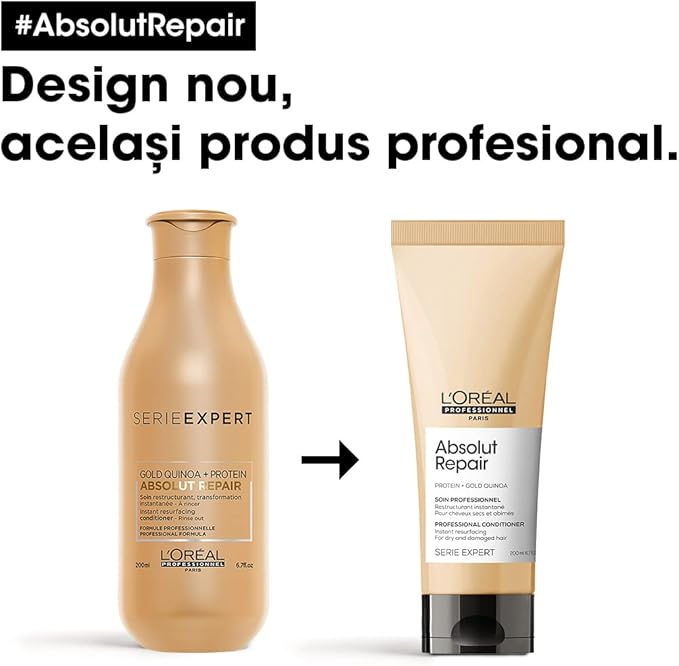 #AbsolutRepair
Design nou,
același produs profesional.
SERIEEXPERT
GOLD QUINOA + PROTEIN
ABSOLUT REPAIR
Soin restructurant, transformation
instantanée - À rincer
Instant resurfacing
conditioner - Rinse out
FORMULE PROFESSIONNELLE
PROFESSIONAL FORMULA
L'ORÉAL
PROFESSIONNEL
PARIS
200ml 6.7fl.oz
L'ORÉAL
PROFESSIONNEL
PARIS
Absolut
Repair
PROTEIN + GOLD QUINOA
SOIN PROFESSIONNEL
Restructurant instantané
Pour cheveux secs et abîmés
PROFESSIONAL CONDITIONER
Instant resurfacing
For dry and damaged hair
SERIE EXPERT 200 ml